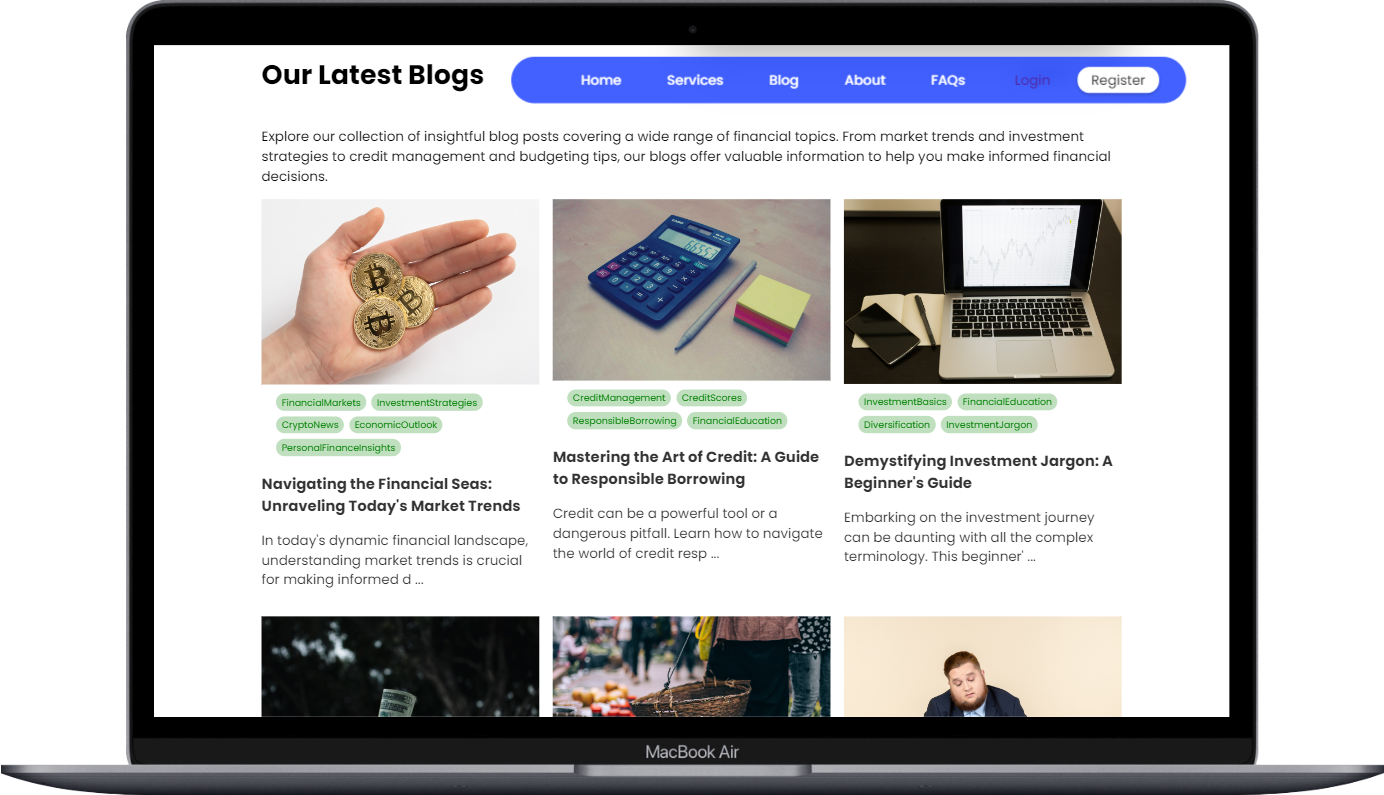 Our Latest Blogs
Home Services Blog About FAQs Login Register
Explore our collection of insightful blog posts covering a wide range of financial topics. From market trends and investment
strategies to credit management and budgeting tips, our blogs offer valuable information to help you make informed financial
decisions.
FinancialMarkets InvestmentStrategies
CryptoNews EconomicOutlook
PersonalFinanceInsights
Navigating the Financial Seas:
Unraveling Today's Market Trends
In today's dynamic financial landscape,
understanding market trends is crucial
for making informed d ...
CreditManagement CreditScores
ResponsibleBorrowing FinancialEducation
Mastering the Art of Credit: A Guide
to Responsible Borrowing
Credit can be a powerful tool or a
dangerous pitfall. Learn how to navigate
the world of credit resp ...
InvestmentBasics FinancialEducation
Diversification InvestmentJargon
Demystifying Investment Jargon: A
Beginner's Guide
Embarking on the investment journey
can be daunting with all the complex
terminology. This beginner' ...
MacBook Air